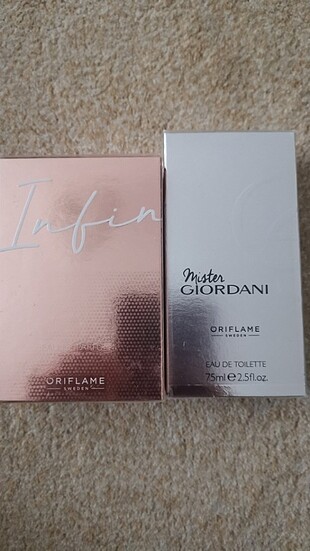 Infin
ORIFLAME
SWEDEN
Mister
GIORDANI
ORIFLAME
SWEDEN
EAU DE TOILETTE
75ml e 2.5fl.oz.